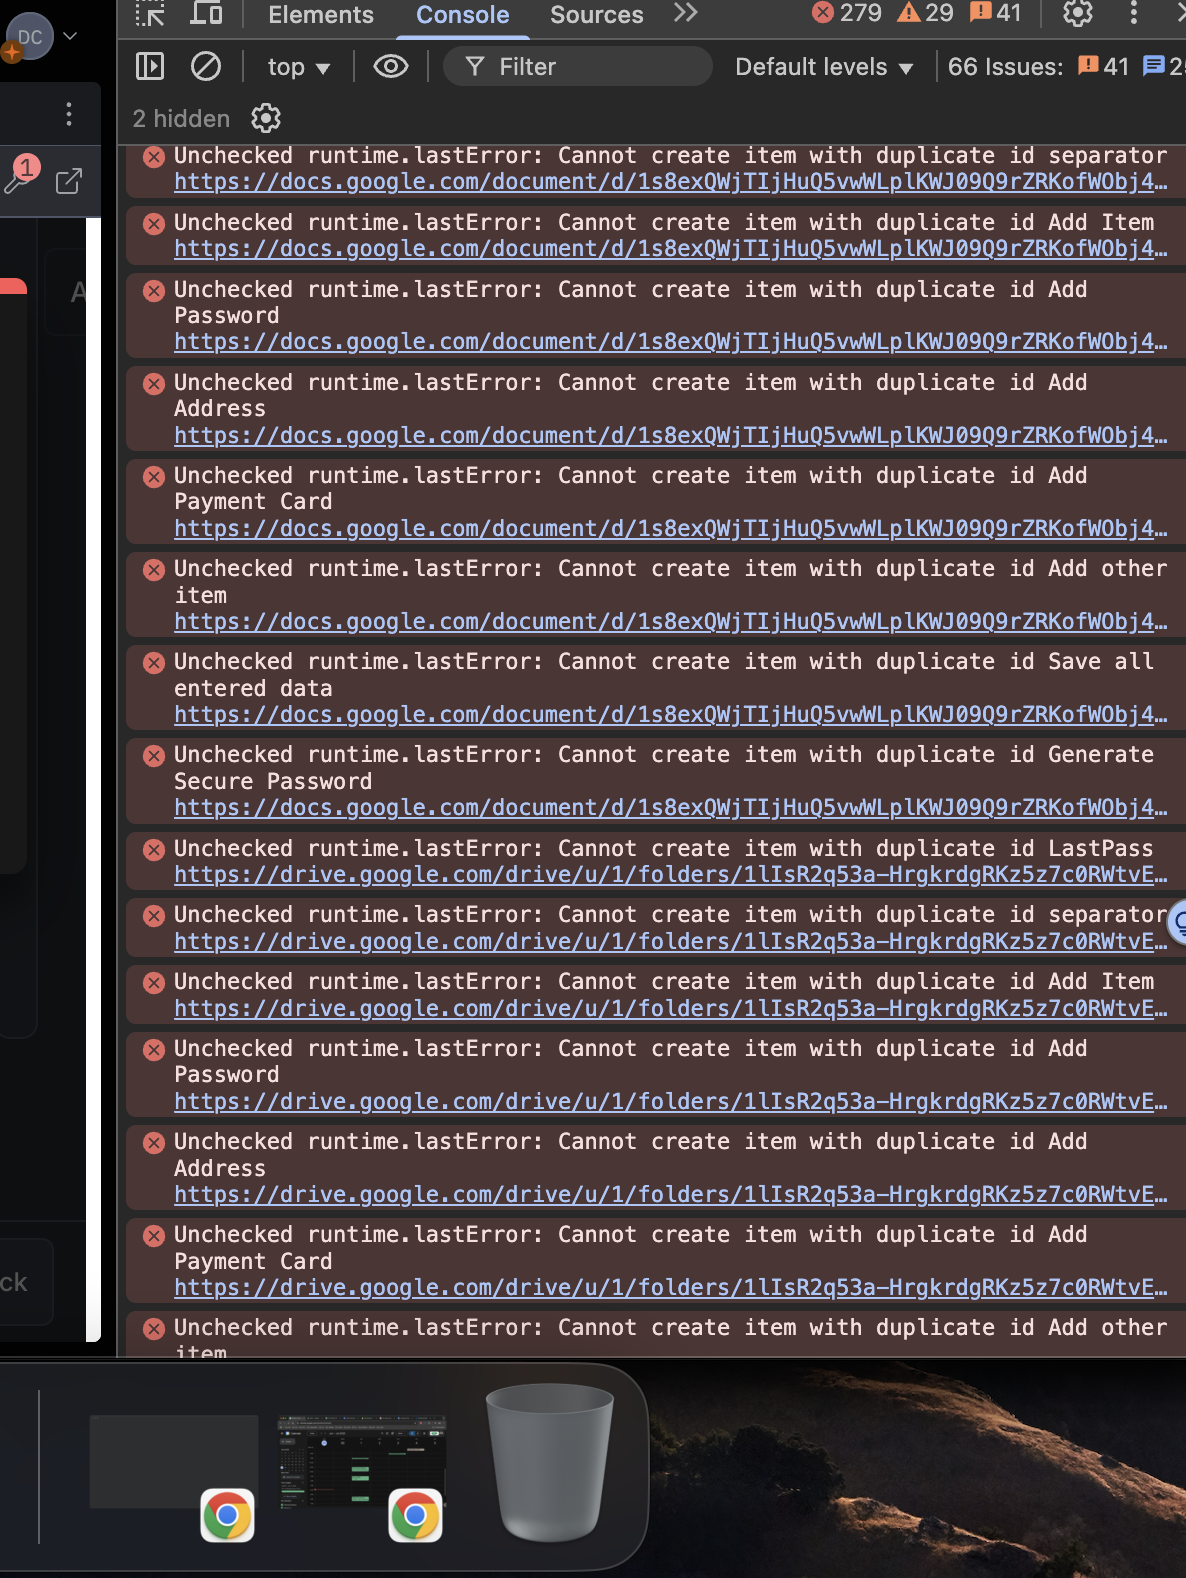 DC
Elements
Console
Sources
279
29
41
top
Filter
Default levels
66 Issues:
41
2 hidden
1
Unchecked runtime.lastError: Cannot create item with duplicate id separator
https://docs.google.com/document/d/1s8exQWjTIjHuQ5vwWLplKWJ09Q9rZRKofWObj4…
Unchecked runtime.lastError: Cannot create item with duplicate id Add Item
https://docs.google.com/document/d/1s8exQWjTIjHuQ5vwWLplKWJ09Q9rZRKofWObj4…
Unchecked runtime.lastError: Cannot create item with duplicate id Add
Password
https://docs.google.com/document/d/1s8exQWjTIjHuQ5vwWLplKWJ09Q9rZRKofWObj4…
Unchecked runtime.lastError: Cannot create item with duplicate id Add
Address
https://docs.google.com/document/d/1s8exQWjTIjHuQ5vwWLplKWJ09Q9rZRKofWObj4…
Unchecked runtime.lastError: Cannot create item with duplicate id Add
Payment Card
https://docs.google.com/document/d/1s8exQWjTIjHuQ5vwWLplKWJ09Q9rZRKofWObj4…
Unchecked runtime.lastError: Cannot create item with duplicate id Add other
item
https://docs.google.com/document/d/1s8exQWjTIjHuQ5vwWLplKWJ09Q9rZRKofWObj4…
Unchecked runtime.lastError: Cannot create item with duplicate id Save all
entered data
https://docs.google.com/document/d/1s8exQWjTIjHuQ5vwWLplKWJ09Q9rZRKofWObj4…
Unchecked runtime.lastError: Cannot create item with duplicate id Generate
Secure Password
https://docs.google.com/document/d/1s8exQWjTIjHuQ5vwWLplKWJ09Q9rZRKofWObj4…
Unchecked runtime.lastError: Cannot create item with duplicate id LastPass
https://drive.google.com/drive/u/1/folders/1lIsR2q53a-HrgkrdgRKz5z7c0RWtvE…
Unchecked runtime.lastError: Cannot create item with duplicate id separator
https://drive.google.com/drive/u/1/folders/1lIsR2q53a-HrgkrdgRKz5z7c0RWtvE…
Unchecked runtime.lastError: Cannot create item with duplicate id Add Item
https://drive.google.com/drive/u/1/folders/1lIsR2q53a-HrgkrdgRKz5z7c0RWtvE…
Unchecked runtime.lastError: Cannot create item with duplicate id Add
Password
https://drive.google.com/drive/u/1/folders/1lIsR2q53a-HrgkrdgRKz5z7c0RWtvE…
Unchecked runtime.lastError: Cannot create item with duplicate id Add
Address
https://drive.google.com/drive/u/1/folders/1lIsR2q53a-HrgkrdgRKz5z7c0RWtvE…
Unchecked runtime.lastError: Cannot create item with duplicate id Add
Payment Card
https://drive.google.com/drive/u/1/folders/1lIsR2q53a-HrgkrdgRKz5z7c0RWtvE…
Unchecked runtime.lastError: Cannot create item with duplicate id Add other
item
ck